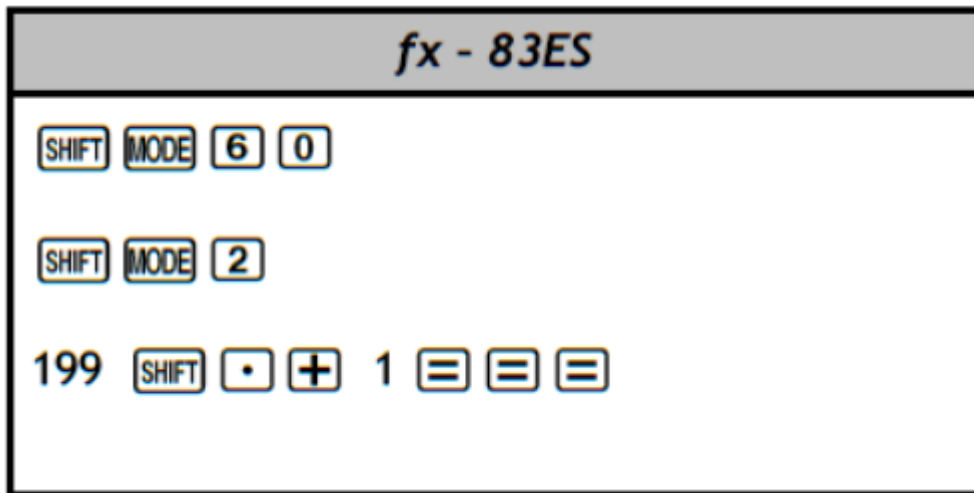 fx - 83ES
SHIFT MODE 6 0
SHIFT MODE 2
199 SHIFT · + 1 = = =